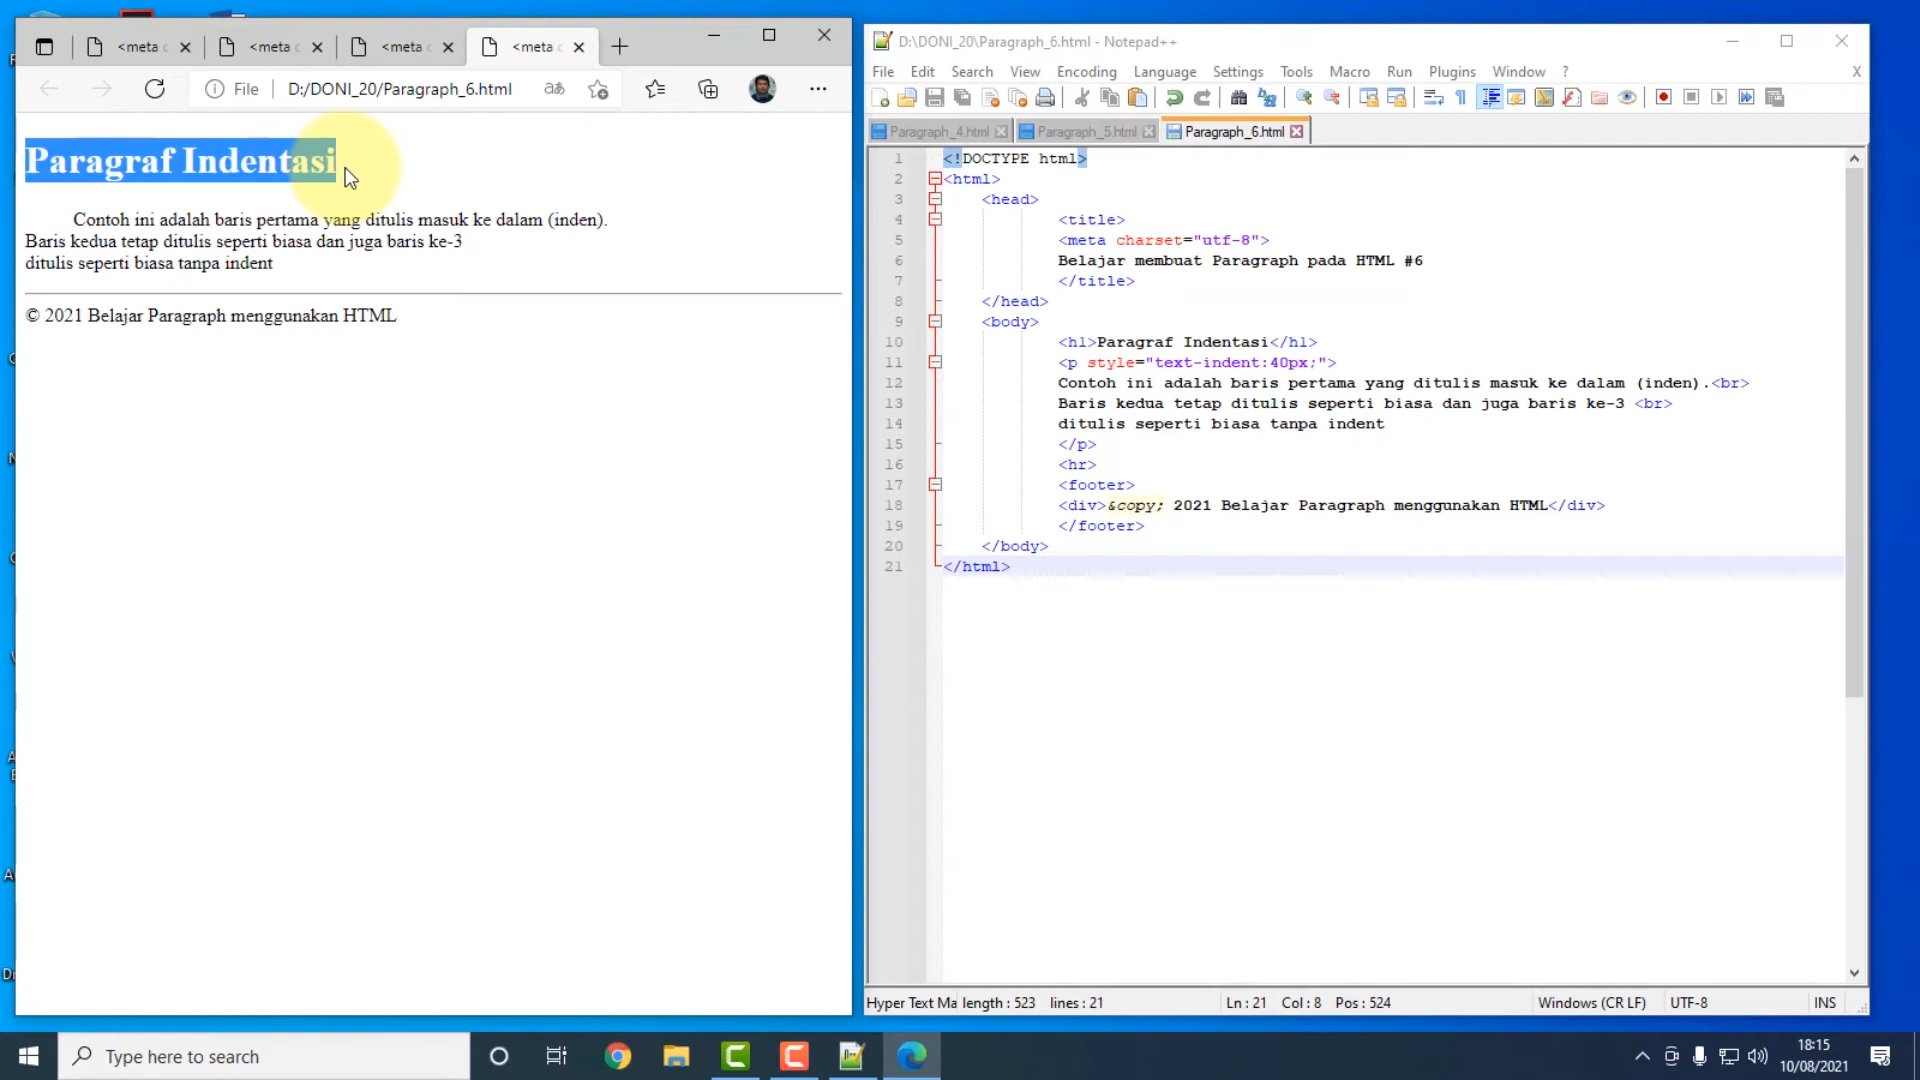 <meta c
<meta c
<meta c
<meta c
File
D:/DONI_20/Paragraph_6.html
Paragraf Indentasi
Contoh ini adalah baris pertama yang ditulis masuk ke dalam (inden).
Baris kedua tetap ditulis seperti biasa dan juga baris ke-3
ditulis seperti biasa tanpa indent
© 2021 Belajar Paragraph menggunakan HTML
D:\DONI_20\Paragraph_6.html - Notepad++
File Edit Search View Encoding Language Settings Tools Macro Run Plugins Window ? X
Paragraph_4.html Paragraph_5.html Paragraph_6.html
1 <!DOCTYPE html>
2 <html>
3 <head>
4 <title>
5 <meta charset="utf-8">
6 Belajar membuat Paragraph pada HTML #6
7 </title>
8 </head>
9 <body>
10 <h1>Paragraf Indentasi</h1>
11 <p style="text-indent:40px;">
12 Contoh ini adalah baris pertama yang ditulis masuk ke dalam (inden).<br>
13 Baris kedua tetap ditulis seperti biasa dan juga baris ke-3 <br>
14 ditulis seperti biasa tanpa indent
15 </p>
16 <hr>
17 <footer>
18 <div>&copy; 2021 Belajar Paragraph menggunakan HTML</div>
19 </footer>
20 </body>
21 </html>
Hyper Text Ma length : 523 lines : 21 Ln : 21 Col : 8 Pos : 524 Windows (CR LF) UTF-8 INS
Type here to search
18:15
10/08/2021